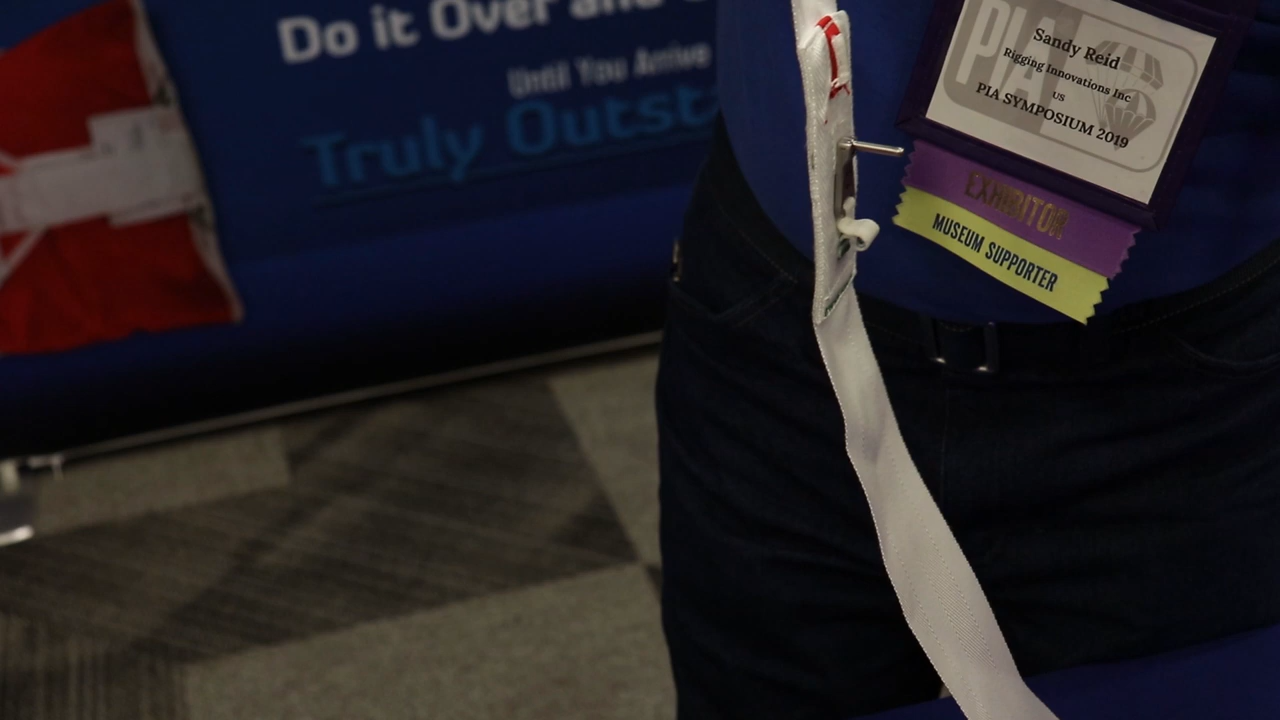 Do it Over and
Until You Arrive
Truly
PIA
Sandy Reid
Rigging Innovations Inc
US
PIA SYMPOSIUM 2019
EXHIBITOR
MUSEUM SUPPORTER